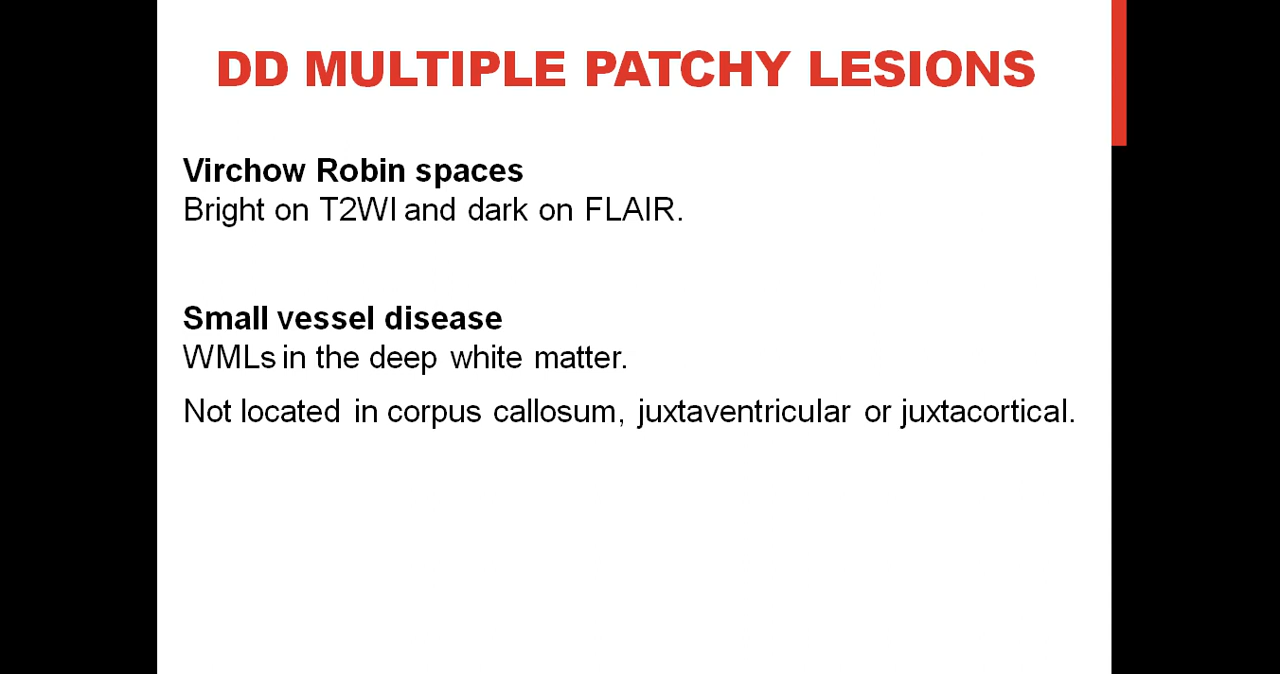 DD MULTIPLE PATCHY LESIONS
Virchow Robin spaces
Bright on T2WI and dark on FLAIR.
Small vessel disease
WMLs in the deep white matter.
Not located in corpus callosum, juxtaventricular or juxtacortical.